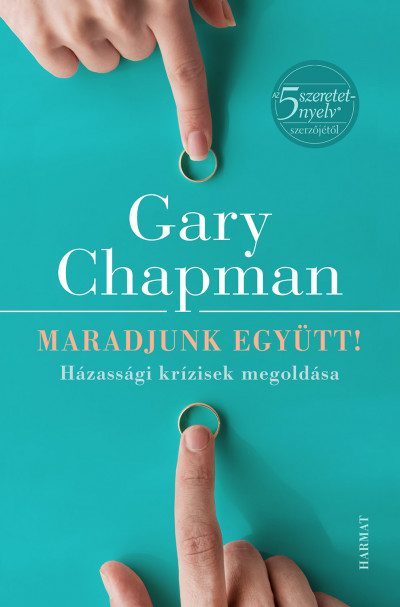 Az
5 szeretet-
nyelv*
szerzőjétől
Gary
Chapman
MARADJUNK EGYÜTT!
Házassági krízisek megoldása
HARMAT